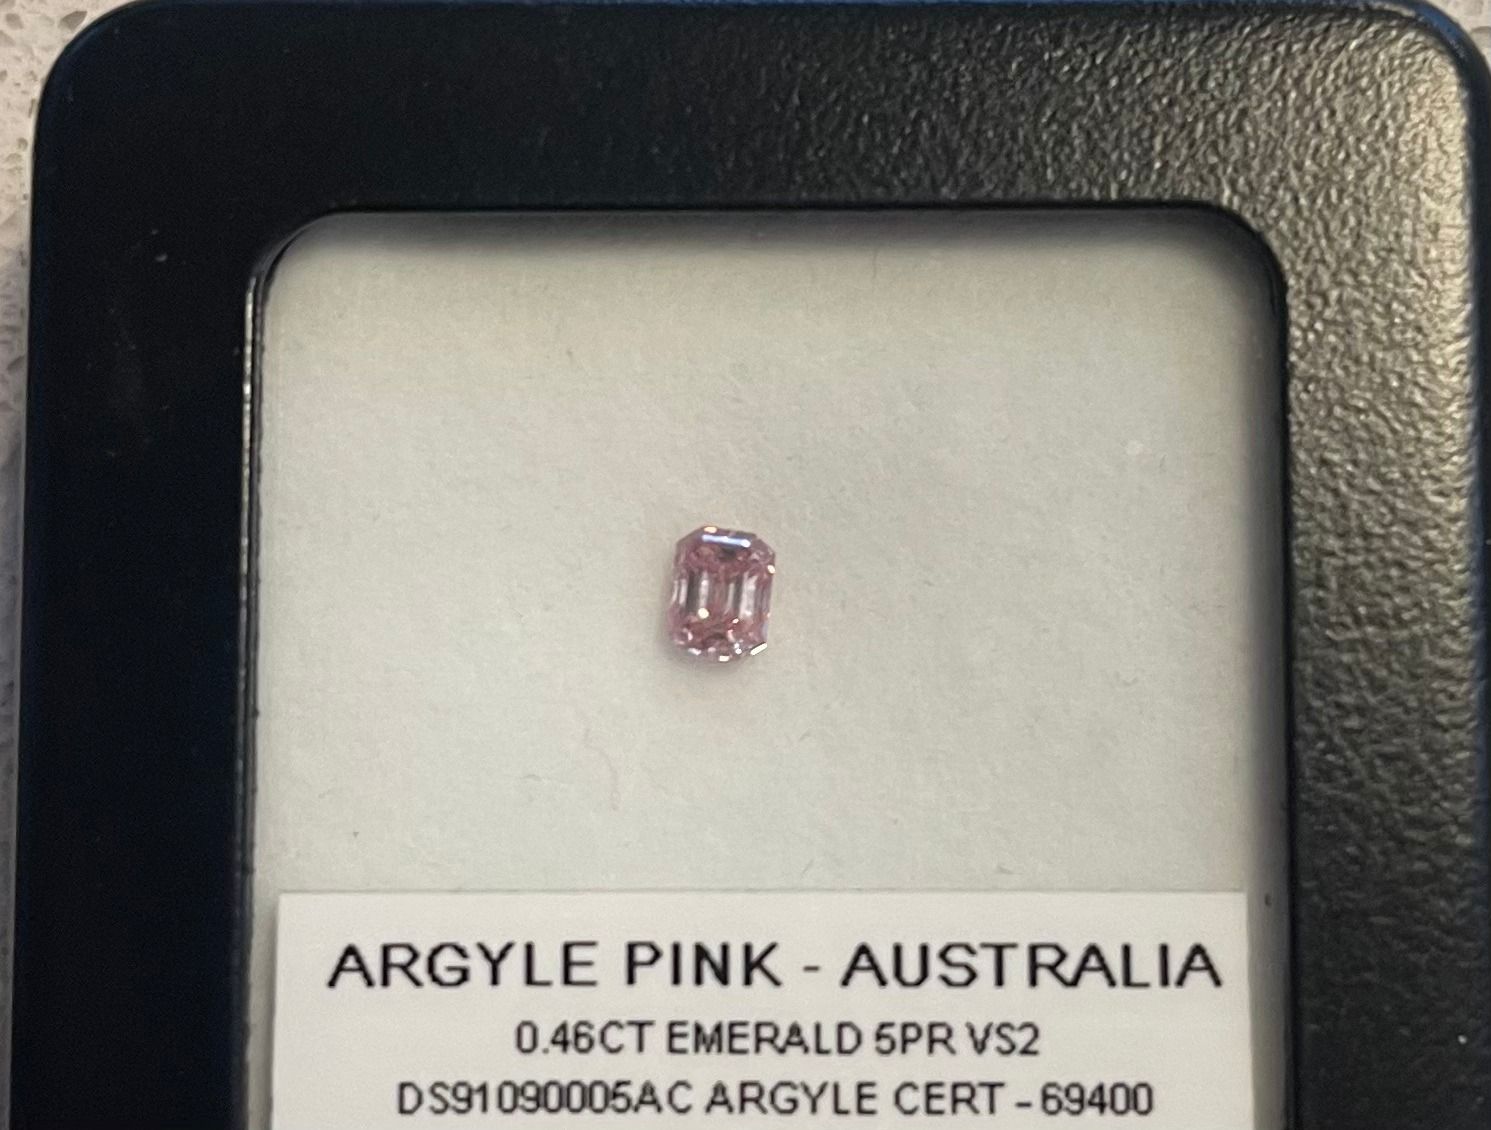 ARGYLE PINK - AUSTRALIA
0.46CT EMERALD 5PR VS2
DS91090005AC ARGYLE CERT - 69400